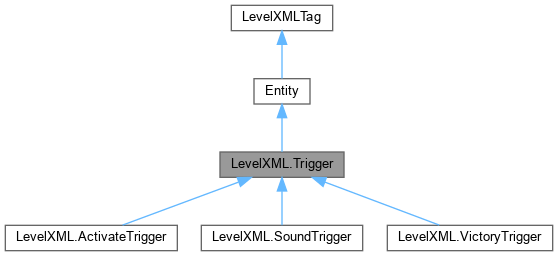 LevelXMLTag
Entity
LevelXML.Trigger
LevelXML.ActivateTrigger
LevelXML.SoundTrigger
LevelXML.VictoryTrigger